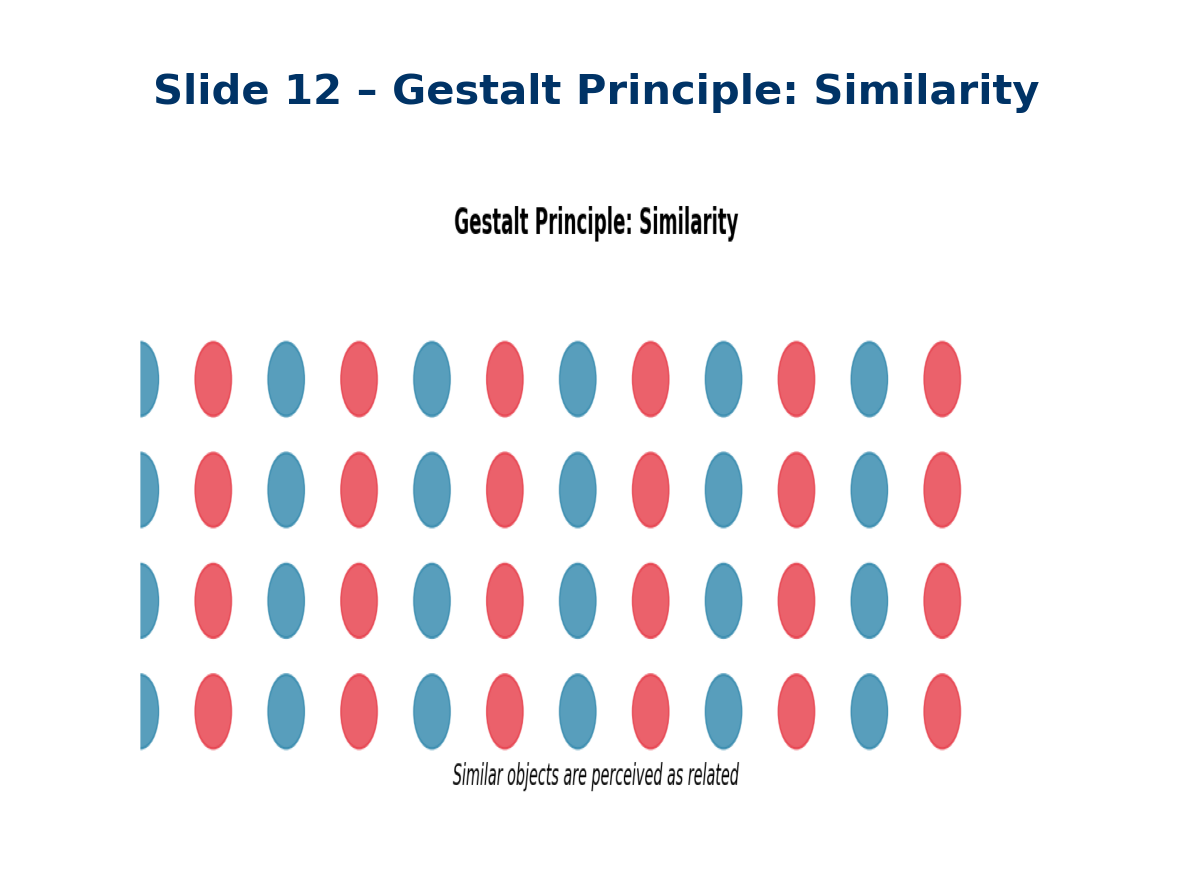 Slide 12 – Gestalt Principle: Similarity
Gestalt Principle: Similarity
Similar objects are perceived as related